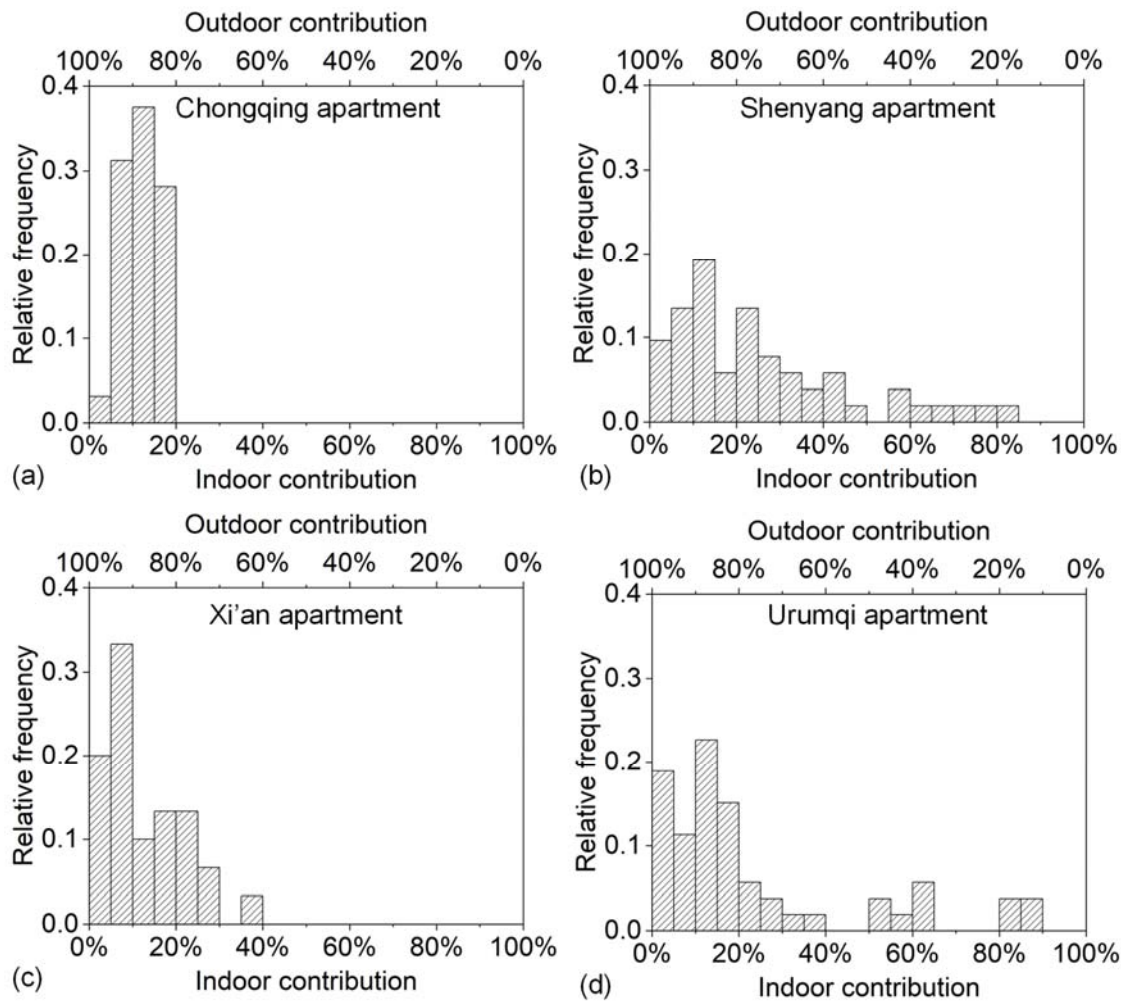 Outdoor contribution
100% 80% 60% 40% 20% 0%
0.4
Chongqing apartment
0.3
Relative frequency
0.2
0.1
0.0
0% 20% 40% 60% 80% 100%
(a) Indoor contribution
Outdoor contribution
100% 80% 60% 40% 20% 0%
0.4
Shenyang apartment
0.3
Relative frequency
0.2
0.1
0.0
0% 20% 40% 60% 80% 100%
(b) Indoor contribution
Outdoor contribution
100% 80% 60% 40% 20% 0%
0.4
Xi'an apartment
0.3
Relative frequency
0.2
0.1
0.0
0% 20% 40% 60% 80% 100%
(c) Indoor contribution
Outdoor contribution
100% 80% 60% 40% 20% 0%
0.4
Urumqi apartment
0.3
Relative frequency
0.2
0.1
0.0
0% 20% 40% 60% 80% 100%
(d) Indoor contribution